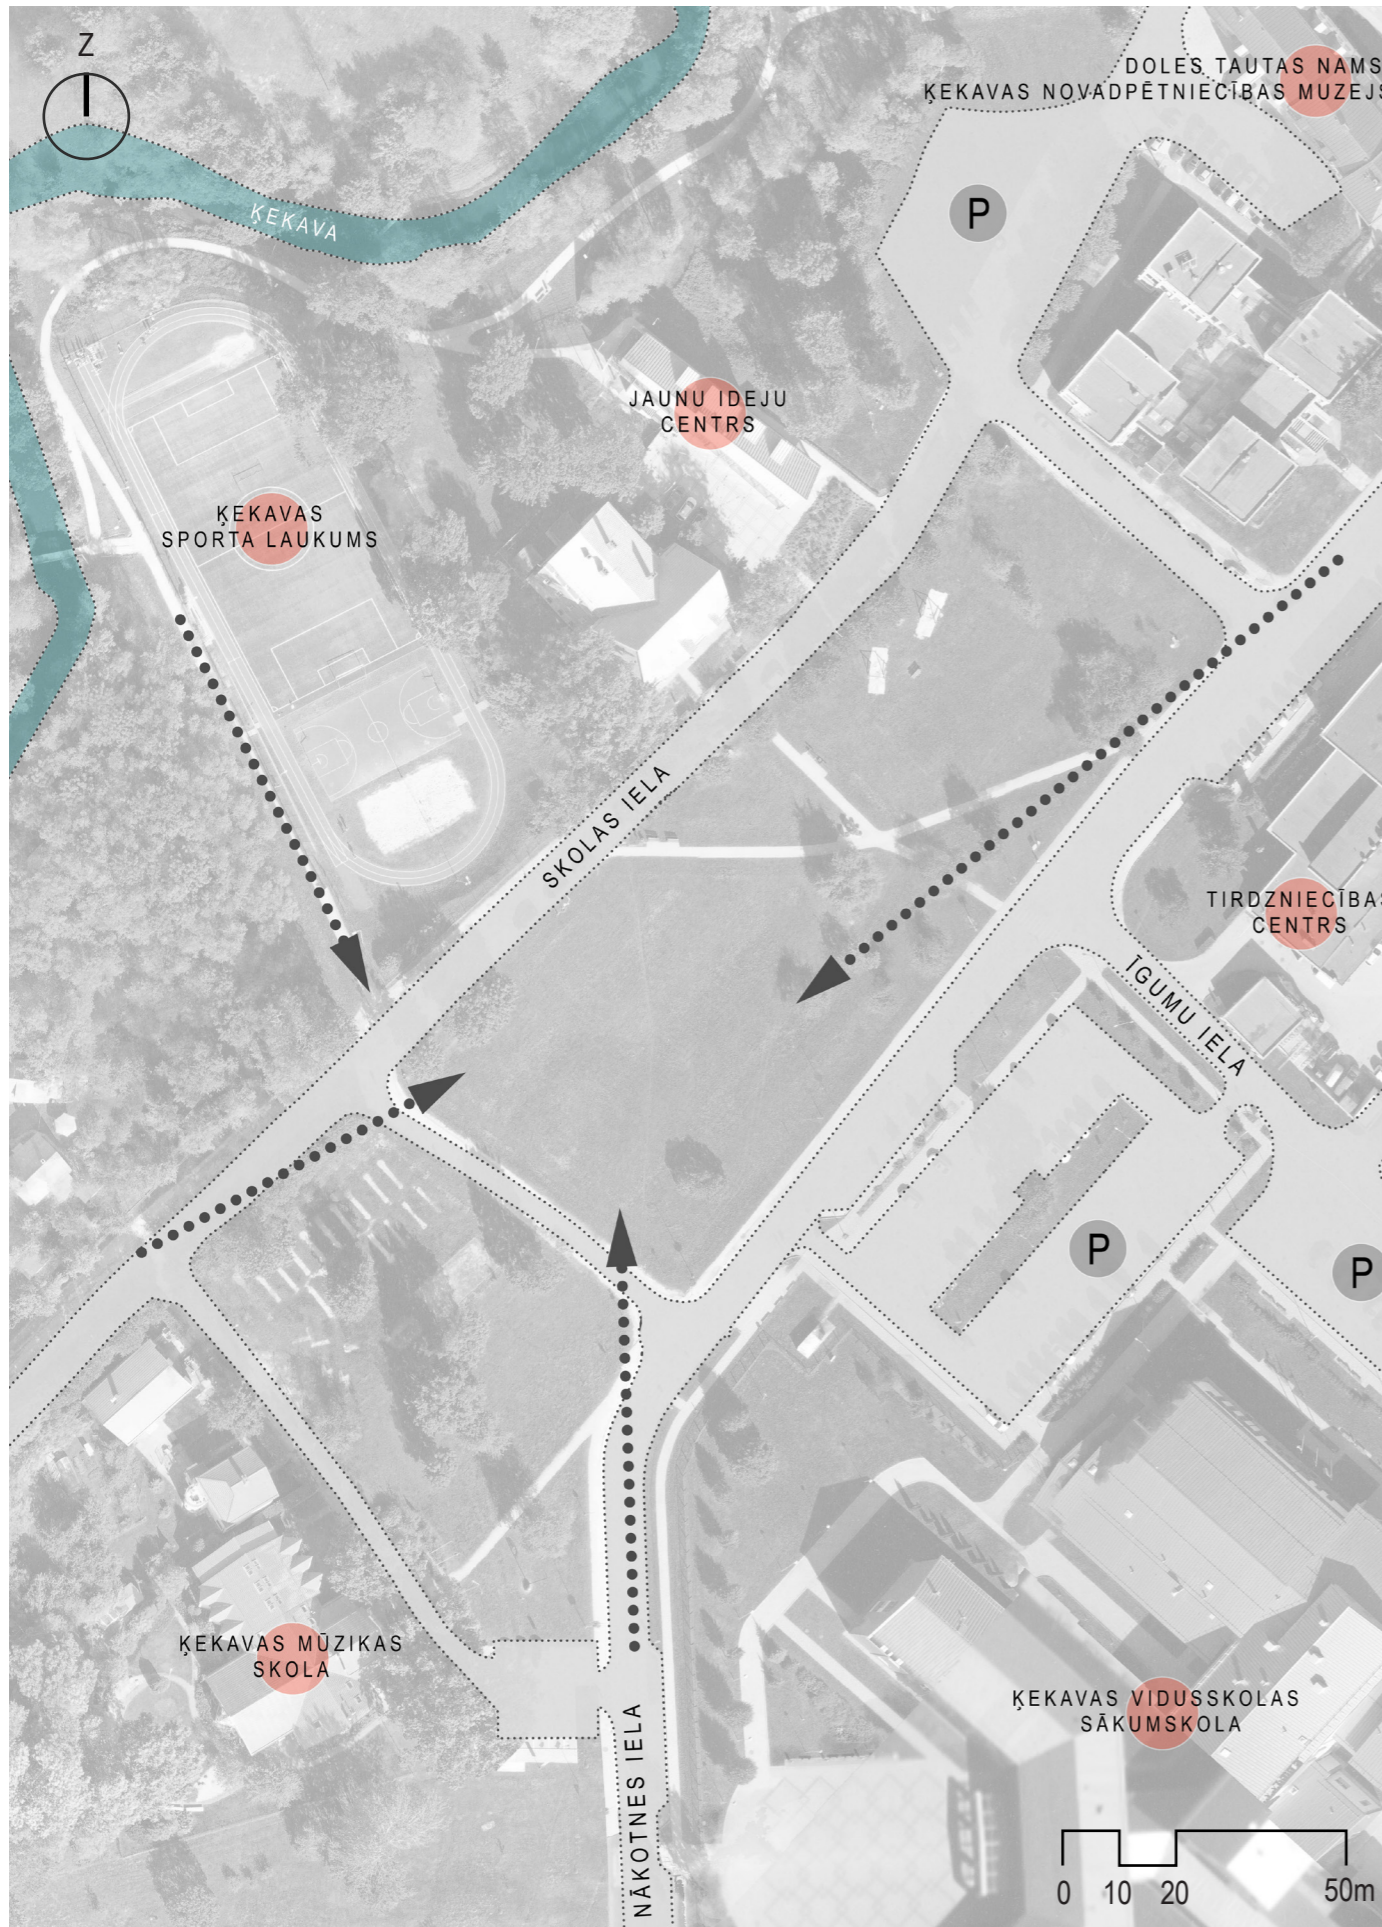 Z
DOLES TAUTAS NAMS
ĶEKAVAS NOVADPĒTNIECĪBAS MUZEJS
P
ĶEKAVA
JAUNU IDEJU
CENTRS
ĶEKAVAS
SPORTA LAUKUMS
SKOLAS IELA
TIRDZNIECĪBAS
CENTRS
ĪGUMU IELA
P
P
ĶEKAVAS MŪZIKAS
SKOLA
ĶEKAVAS VIDUSSKOLAS
SĀKUMSKOLA
NĀKOTNES IELA
0 10 20 50m